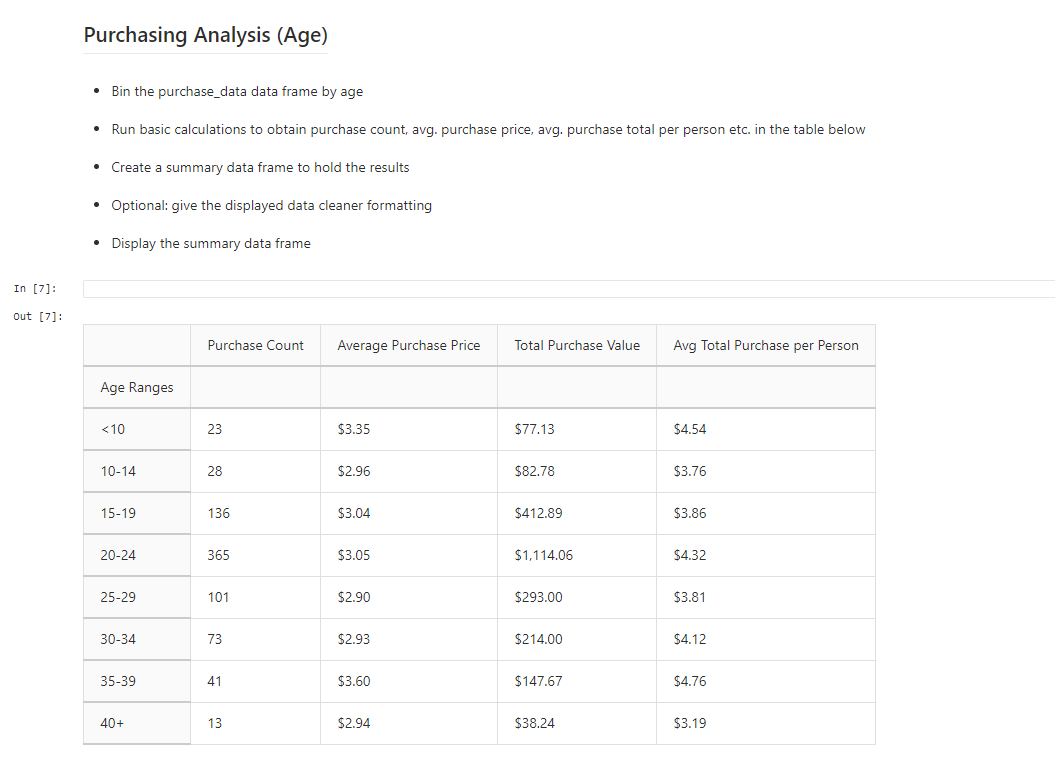 Purchasing Analysis (Age)
• Bin the purchase_data data frame by age
• Run basic calculations to obtain purchase count, avg. purchase price, avg. purchase total per person etc. in the table below
• Create a summary data frame to hold the results
• Optional: give the displayed data cleaner formatting
• Display the summary data frame
In [7]:
Out [7]:
Purchase Count Average Purchase Price Total Purchase Value Avg Total Purchase per Person
Age Ranges
<10 23 $3.35 $77.13 $4.54
10-14 28 $2.96 $82.78 $3.76
15-19 136 $3.04 $412.89 $3.86
20-24 365 $3.05 $1,114.06 $4.32
25-29 101 $2.90 $293.00 $3.81
30-34 73 $2.93 $214.00 $4.12
35-39 41 $3.60 $147.67 $4.76
40+ 13 $2.94 $38.24 $3.19